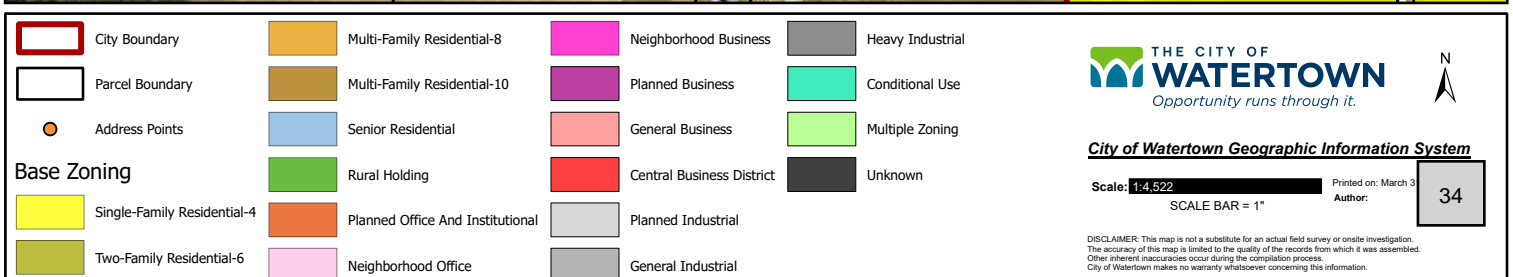 City Boundary
Parcel Boundary
Address Points
Base Zoning
Single-Family Residential-4
Two-Family Residential-6
Multi-Family Residential-8
Multi-Family Residential-10
Senior Residential
Rural Holding
Planned Office And Institutional
Neighborhood Office
Neighborhood Business
Planned Business
General Business
Central Business District
Planned Industrial
General Industrial
Heavy Industrial
Conditional Use
Multiple Zoning
Unknown
THE CITY OF
WATERTOWN
Opportunity runs through it.
N
City of Watertown Geographic Information System
Scale: 1:4,522
SCALE BAR = 1"
Printed on: March 3
Author:
34
DISCLAIMER: This map is not a substitute for an actual field survey or onsite investigation.
The accuracy of this map is limited to the quality of the records from which it was assembled.
Other inherent inaccuracies occur during the compilation process.
City of Watertown makes no warranty whatsoever concerning this information.